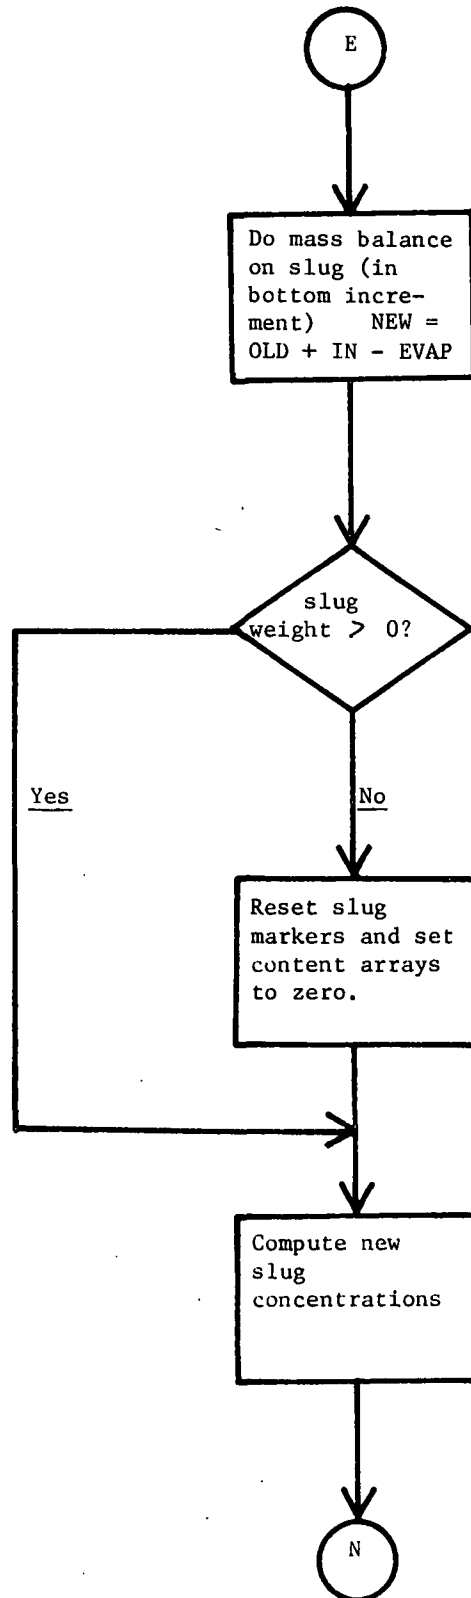 E
Do mass balance
on slug (in
bottom incre-
ment) NEW =
OLD + IN - EVAP
slug
weight > 0?
Yes
No
Reset slug
markers and set
content arrays
to zero.
Compute new
slug
concentrations
N